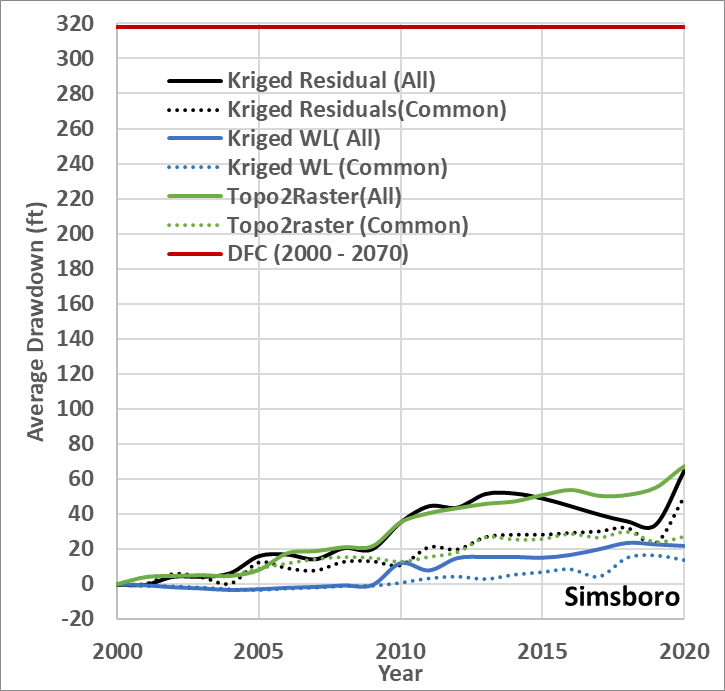 320
300
280
260
240
220
200
180
160
140
120
100
80
60
40
20
0
-20
Average Drawdown (ft)
Kriged Residual (All)
Kriged Residuals(Common)
Kriged WL( All)
Kriged WL (Common)
Topo2Raster(All)
Topo2raster (Common)
DFC (2000 - 2070)
Simsboro
2000 2005 2010 2015 2020
Year